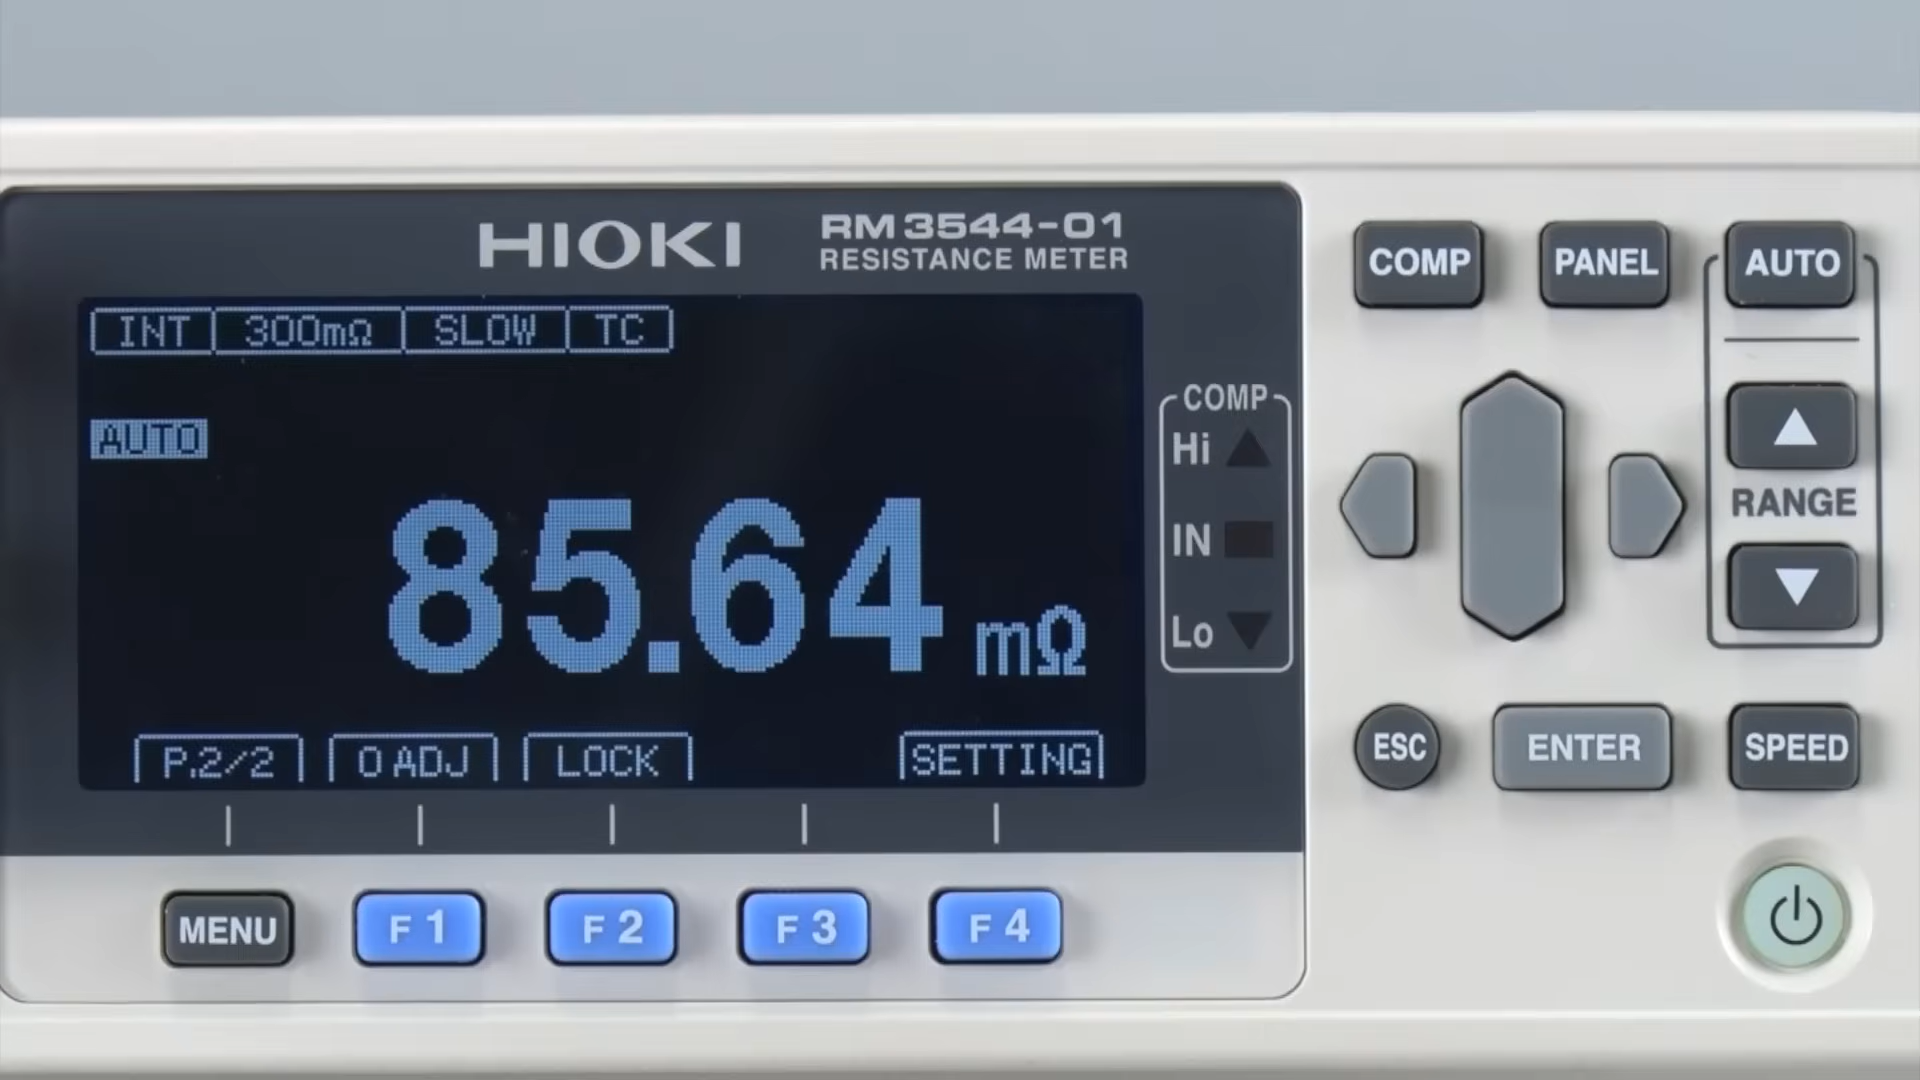 HIOKI
RM3544-01
RESISTANCE METER
INT 300mΩ SLOW TC
AUTO
85.64 mΩ
P.2/2 0 ADJ LOCK SETTING
COMP
Hi
IN
Lo
MENU F1 F2 F3 F4
COMP PANEL AUTO
RANGE
ESC ENTER SPEED